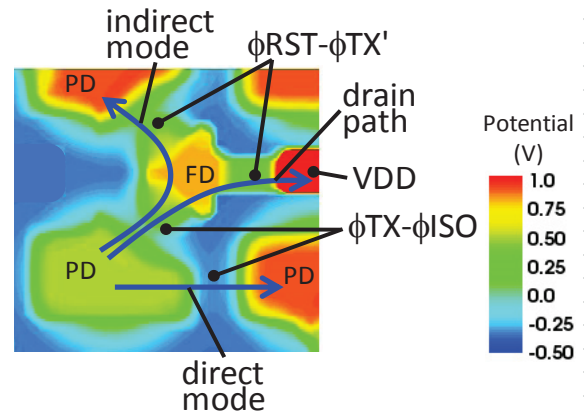 indirect
mode
ϕRST-ϕTX'
drain
path
PD
FD
VDD
ϕTX-ϕISO
PD
PD
direct
mode
Potential
(V)
1.0
0.75
0.50
0.25
0.0
-0.25
-0.50